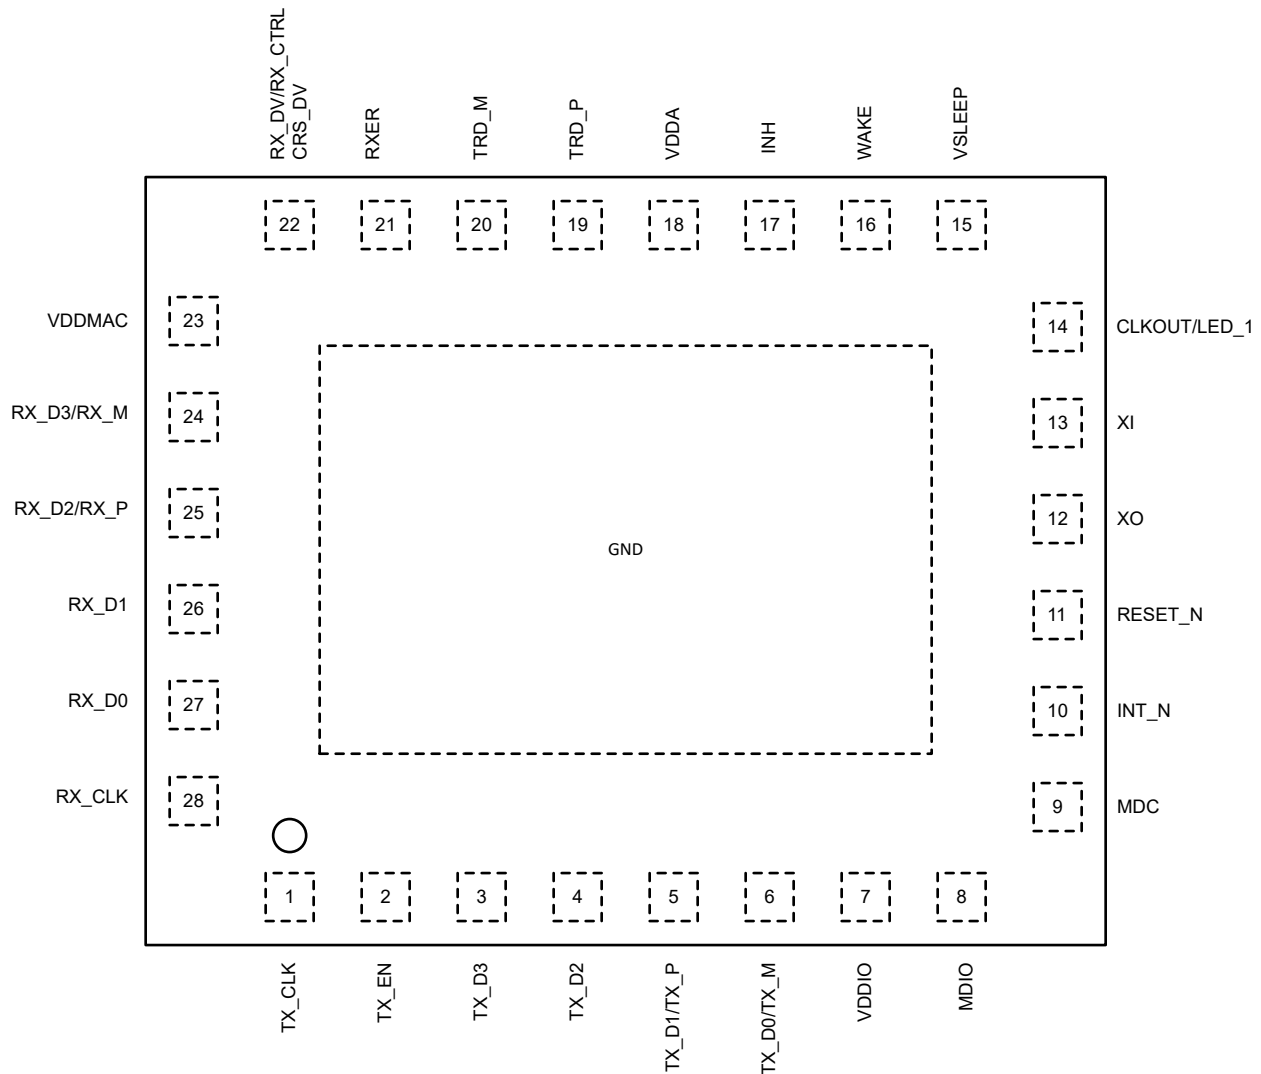 RX_DV/RX_CTRL
CRS_DV
RXER
TRD_M
TRD_P
VDDA
INH
WAKE
VSLEEP
22
21
20
19
18
17
16
15
VDDMAC
23
14
CLKOUT/LED_1
RX_D3/RX_M
24
13
XI
RX_D2/RX_P
25
12
XO
GND
RX_D1
26
11
RESET_N
RX_D0
27
10
INT_N
RX_CLK
28
9
MDC
1
2
3
4
5
6
7
8
TX_CLK
TX_EN
TX_D3
TX_D2
TX_D1/TX_P
TX_D0/TX_M
VDDIO
MDIO